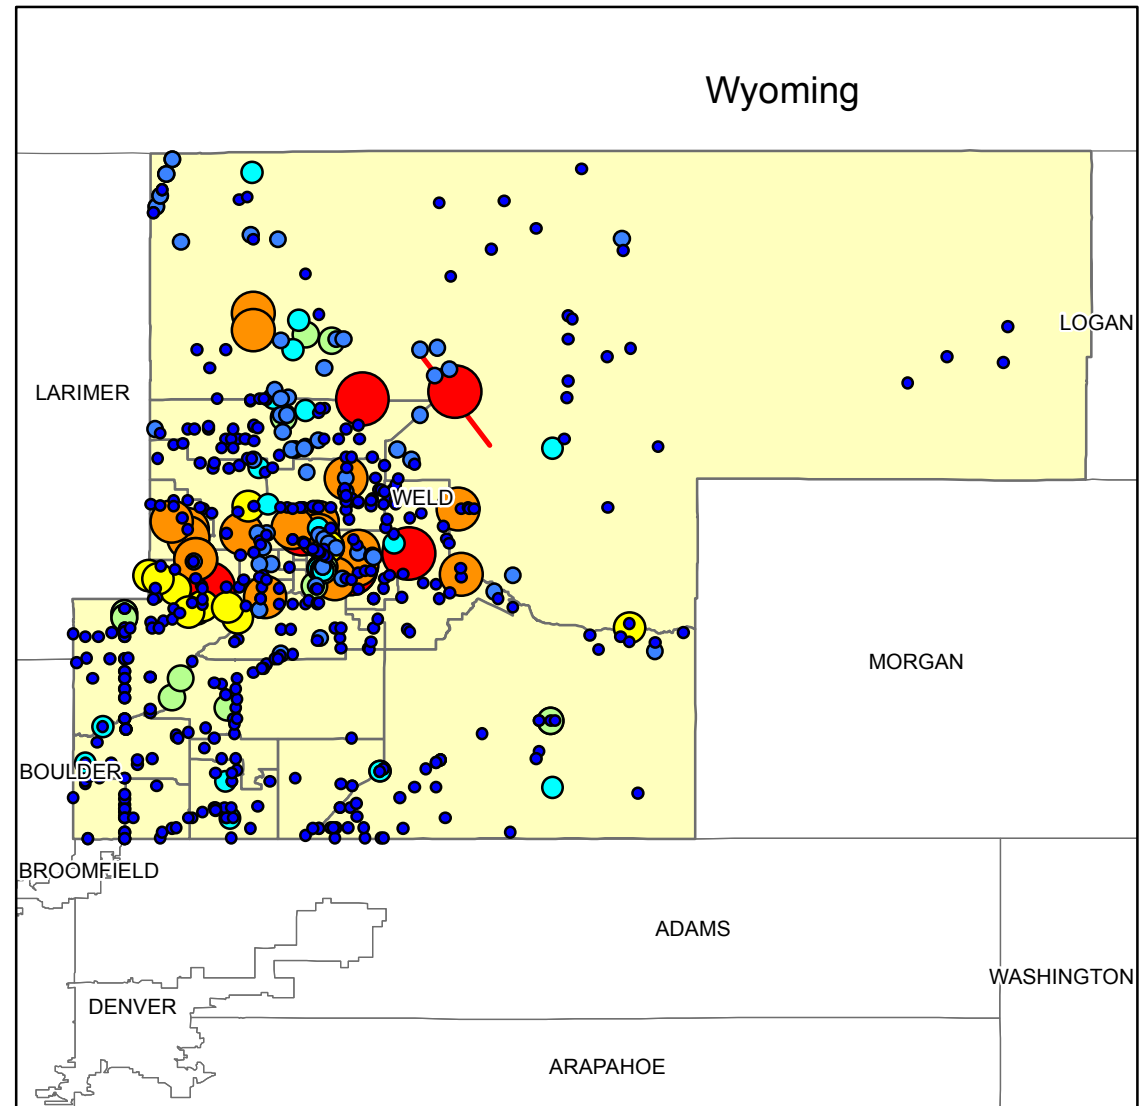 Wyoming
LOGAN
LARIMER
WELD
MORGAN
BOULDER
BROOMFIELD
ADAMS
WASHINGTON
DENVER
ARAPAHOE